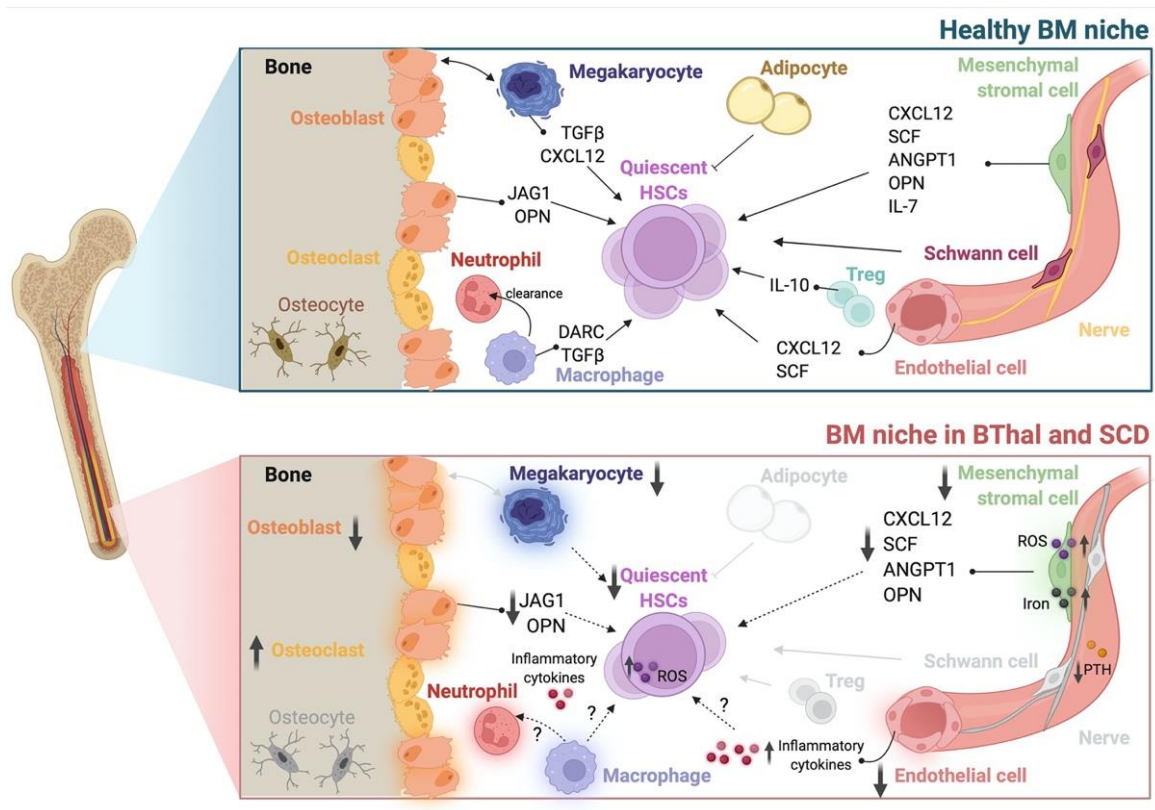 Healthy BM niche
Bone
Megakaryocyte
Adipocyte
Mesenchymal
stromal cell
Osteoblast
TGFβ
CXCL12
CXCL12
SCF
ANGPT1
OPN
IL-7
Quiescent
HSCs
JAG1
OPN
Osteoclast
Neutrophil
Schwann cell
Treg
IL-10
clearance
Osteocyte
DARC
TGFβ
Macrophage
CXCL12
SCF
Nerve
Endothelial cell
BM niche in BThal and SCD
Bone
Megakaryocyte
Adipocyte
Mesenchymal
stromal cell
Osteoblast
CXCL12
SCF
ANGPT1
OPN
ROS
Iron
Quiescent
HSCs
JAG1
OPN
Osteoclast
Inflammatory
cytokines
ROS
Schwann cell
PTH
Neutrophil
Treg
Osteocyte
?
?
?
Nerve
Inflammatory
cytokines
Macrophage
Endothelial cell